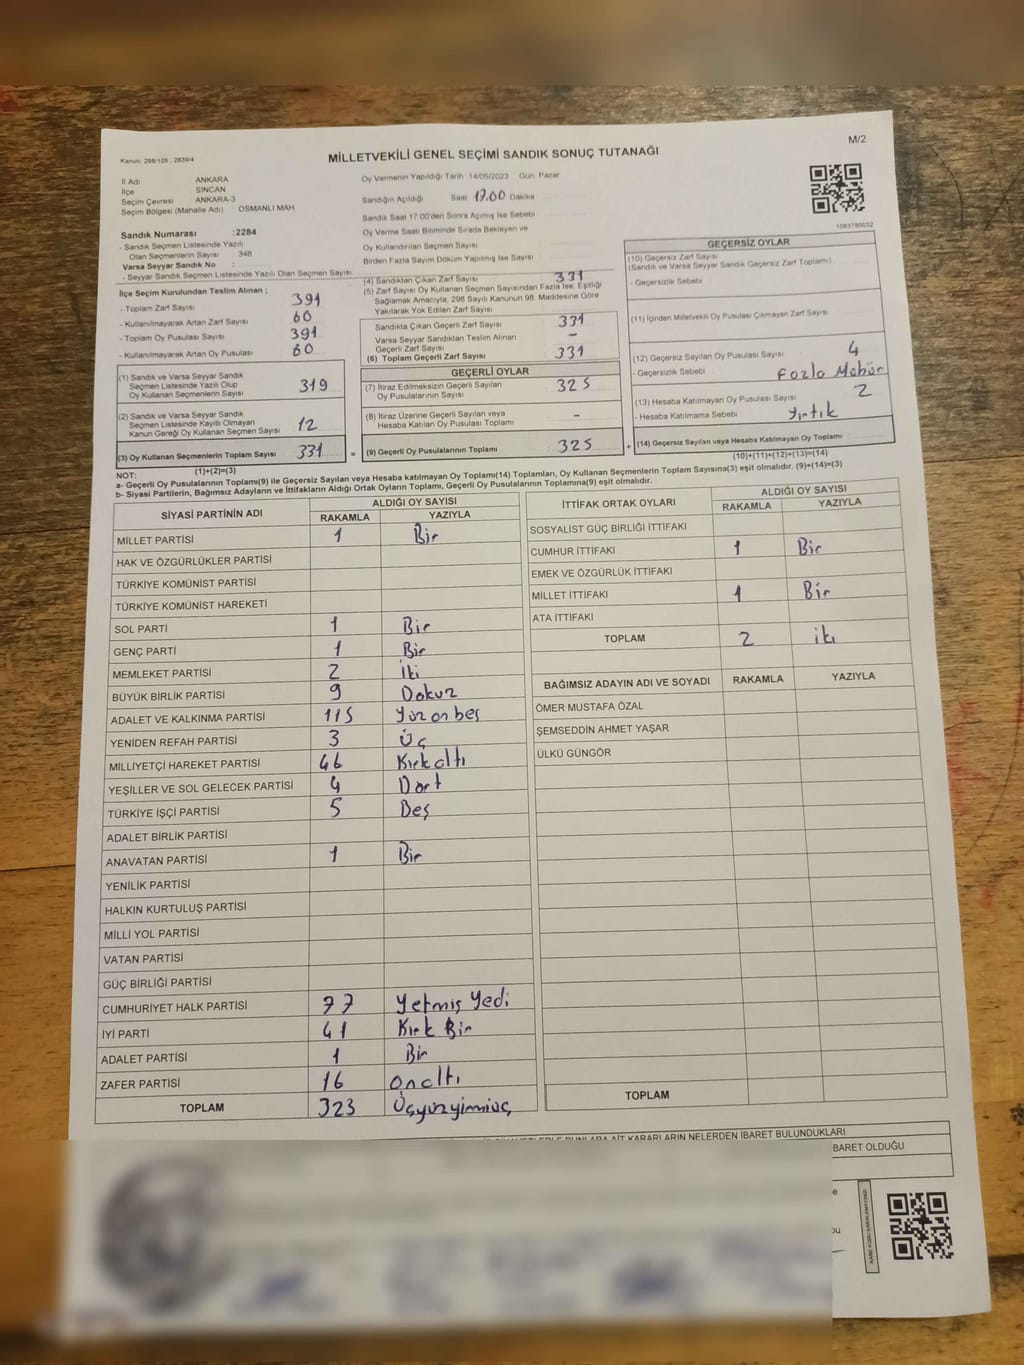 M/2
Kanun: 298/105, 2839/4
MİLLETVEKİLİ GENEL SEÇİMİ SANDIK SONUÇ TUTANAĞI
İl Adı ANKARA
İlçe SİNCAN
Seçim Çevresi ANKARA-3
Seçim Bölgesi (Mahalle Adı) : OSMANLI MAH
Oy Vermenin Yapıldığı Tarih :14/05/2023 Gün: Pazar
Sandığın Açıldığı Saat 17.00 Dakika
Sandık Saat 17:00'den Sonra Açılmış İse Sebebi
Oy Verme Saati Bitiminde Sırada Bekleyen ve
Oy Kullandırılan Seçmen Sayısı
Birden Fazla Sayım Döküm Yapılmış İse Sayısı
Sandık Numarası :2284
- Sandık Seçmen Listesinde Yazılı
Olan Seçmenlerin Sayısı : 348
Varsa Seyyar Sandık No :
- Seyyar Sandık Seçmen Listesinde Yazılı Olan Seçmen Sayısı
İlçe Seçim Kurulundan Teslim Alınan ;
- Toplam Zarf Sayısı 391
- Kullanılmayarak Artan Zarf Sayısı 60
- Toplam Oy Pusulası Sayısı 391
- Kullanılmayarak Artan Oy Pusulası 60
(1) Sandık ve Varsa Seyyar Sandık
Seçmen Listesinde Yazılı Olup
Oy Kullanan Seçmenlerin Sayısı 319
(2) Sandık ve Varsa Seyyar Sandık
Seçmen Listesinde Kayıtlı Olmayan
Kanun Gereği Oy Kullanan Seçmen Sayısı 12
(3) Oy Kullanan Seçmenlerin Toplam Sayısı 331 =
(1)+(2)=(3)
(4) Sandıktan Çıkan Zarf Sayısı 331
(5) Zarf Sayısı Oy Kullanan Seçmen Sayısından Fazla İse, Eşitliği
Sağlamak Amacıyla, 298 Sayılı Kanunun 98. Maddesine Göre
Yakılarak Yok Edilen Zarf Sayısı
Sandıkta Çıkan Geçerli Zarf Sayısı 331
Varsa Seyyar Sandıktan Teslim Alınan
Geçerli Zarf Sayısı -
(6) Toplam Geçerli Zarf Sayısı 331
GEÇERLİ OYLAR
(7) İtiraz Edilmeksizin Geçerli Sayılan
Oy Pusulalarının Sayısı 325
(8) İtiraz Üzerine Geçerli Sayılan veya
Hesaba Katılan Oy Pusulası Toplamı -
(9) Geçerli Oy Pusulalarının Toplamı 325 +
1083780032
GEÇERSİZ OYLAR
(10) Geçersiz Zarf Sayısı
(Sandık ve Varsa Seyyar Sandık Geçersiz Zarf Toplamı)
- Geçersizlik Sebebi
(11) İçinden Milletvekili Oy Pusulası Çıkmayan Zarf Sayısı
(12) Geçersiz Sayılan Oy Pusulası Sayısı 4
- Geçersizlik Sebebi Fazla Mühür
(13) Hesaba Katılmayan Oy Pusulası Sayısı 2
- Hesaba Katılmama Sebebi Yırtık
(14) Geçersiz Sayılan veya Hesaba Katılmayan Oy Toplamı
(10)+(11)+(12)+(13)=(14)
NOT:
a- Geçerli Oy Pusulalarının Toplamı(9) ile Geçersiz Sayılan veya Hesaba katılmayan Oy Toplamı(14) Toplamları, Oy Kullanan Seçmenlerin Toplam Sayısına(3) eşit olmalıdır. (9)+(14)=(3)
b- Siyasi Partilerin, Bağımsız Adayların ve İttifakların Aldığı Ortak Oyların Toplamı, Geçerli Oy Pusulalarının Toplamına(9) eşit olmalıdır.
SİYASİ PARTİNİN ADI ALDIĞI OY SAYISI
RAKAMLA YAZIYLA
MİLLET PARTİSİ 1 Bir
HAK VE ÖZGÜRLÜKLER PARTİSİ
TÜRKİYE KOMÜNİST PARTİSİ
TÜRKİYE KOMÜNİST HAREKETİ
SOL PARTİ 1 Bir
GENÇ PARTİ 1 Bir
MEMLEKET PARTİSİ 2 İki
BÜYÜK BİRLİK PARTİSİ 9 Dokuz
ADALET VE KALKINMA PARTİSİ 115 Yüzonbeş
YENİDEN REFAH PARTİSİ 3 Üç
MİLLİYETÇİ HAREKET PARTİSİ 46 Kırkaltı
YEŞİLLER VE SOL GELECEK PARTİSİ 4 Dört
TÜRKİYE İŞÇİ PARTİSİ 5 Beş
ADALET BİRLİK PARTİSİ
ANAVATAN PARTİSİ 1 Bir
YENİLİK PARTİSİ
HALKIN KURTULUŞ PARTİSİ
MİLLİ YOL PARTİSİ
VATAN PARTİSİ
GÜÇ BİRLİĞİ PARTİSİ
CUMHURİYET HALK PARTİSİ 77 Yetmiş Yedi
İYİ PARTİ 41 Kırk Bir
ADALET PARTİSİ 1 Bir
ZAFER PARTİSİ 16 Onaltı
TOPLAM 323 Üçyüzyirmiüç
İTTİFAK ORTAK OYLARI ALDIĞI OY SAYISI
RAKAMLA YAZIYLA
SOSYALİST GÜÇ BİRLİĞİ İTTİFAKI
CUMHUR İTTİFAKI 1 Bir
EMEK VE ÖZGÜRLÜK İTTİFAKI
MİLLET İTTİFAKI 1 Bir
ATA İTTİFAKI
TOPLAM 2 iki
BAĞIMSIZ ADAYIN ADI VE SOYADI RAKAMLA YAZIYLA
ÖMER MUSTAFA ÖZAL
ŞEMSEDDİN AHMET YAŞAR
ÜLKÜ GÜNGÖR
TOPLAM
BUNLARA AİT KARARLARIN NELERDEN İBARET BULUNDUKLARI
BARET OLDUĞU